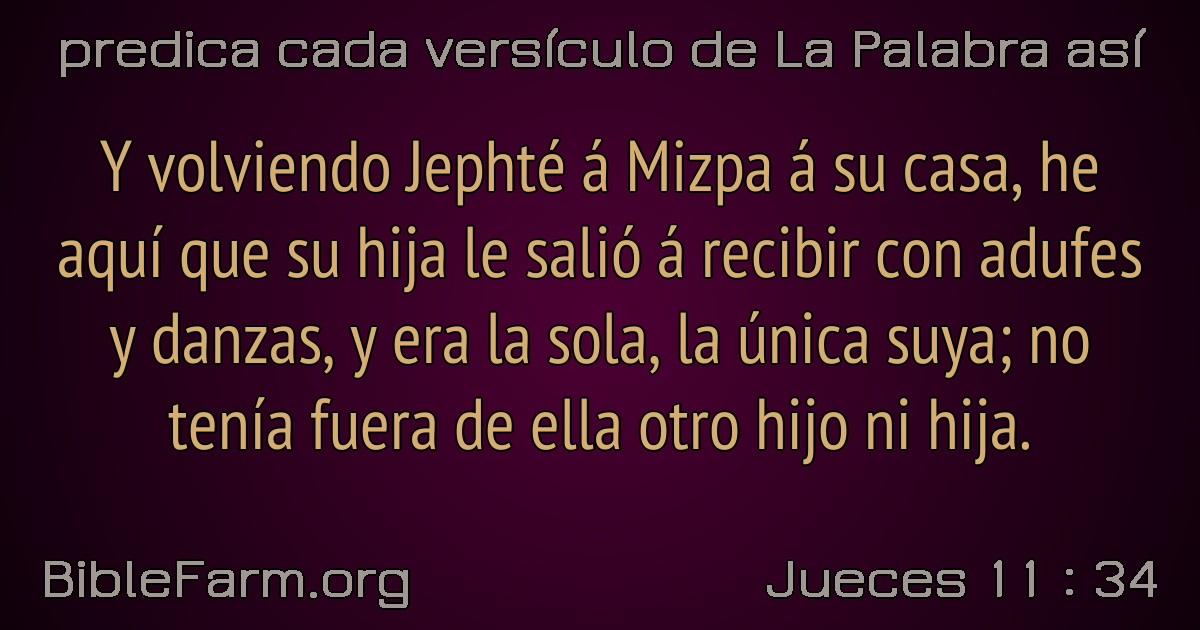 predica cada versículo de La Palabra así
Y volviendo Jephté á Mizpa á su casa, he
aquí que su hija le salió á recibir con adufes
y danzas, y era la sola, la única suya; no
tenía fuera de ella otro hijo ni hija.
BibleFarm.org
Jueces 11 : 34